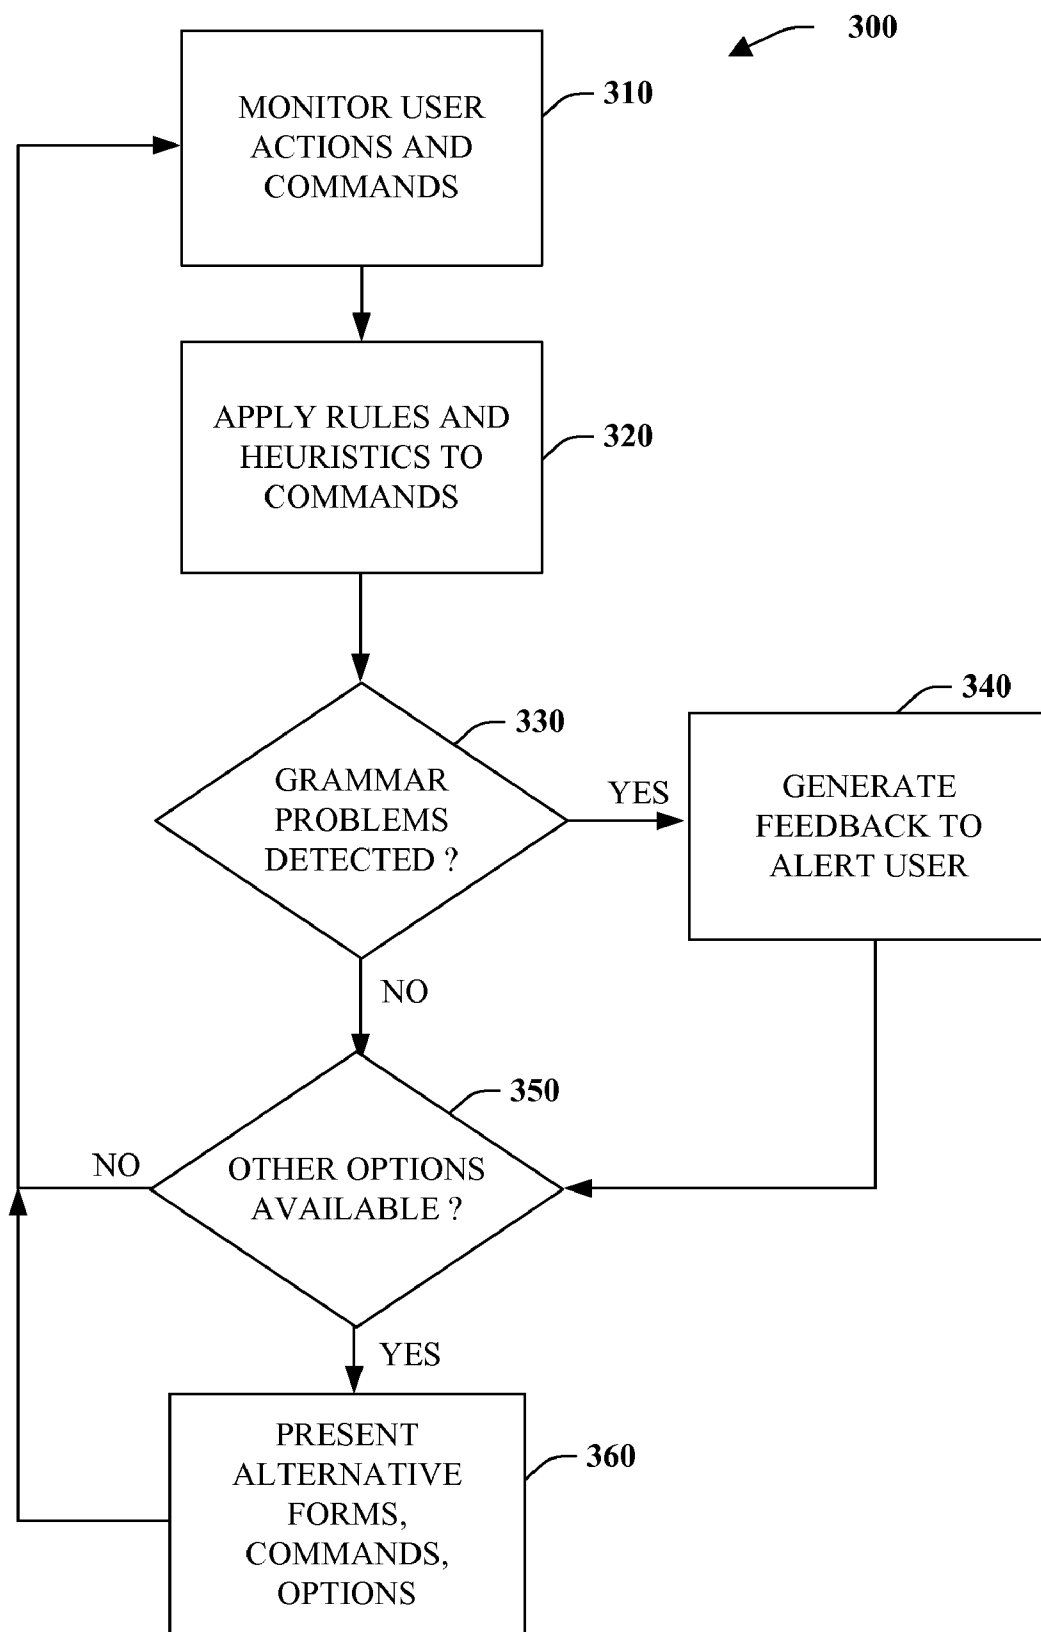 300
310
MONITOR USER
ACTIONS AND
COMMANDS
APPLY RULES AND
HEURISTICS TO
COMMANDS
320
330
340
GRAMMAR
PROBLEMS
DETECTED ?
YES
GENERATE
FEEDBACK TO
ALERT USER
NO
350
NO
OTHER OPTIONS
AVAILABLE ?
YES
PRESENT
ALTERNATIVE
FORMS,
COMMANDS,
OPTIONS
360